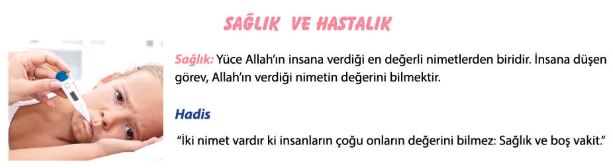 SAĞLIK VE HASTALIK
Sağlık: Yüce Allah’ın insana verdiği en değerli nimetlerden biridir. İnsana düşen
görev, Allah’ın verdiği nimetin değerini bilmektir.
Hadis
“İki nimet vardır ki insanların çoğu onların değerini bilmez: Sağlık ve boş vakit.”